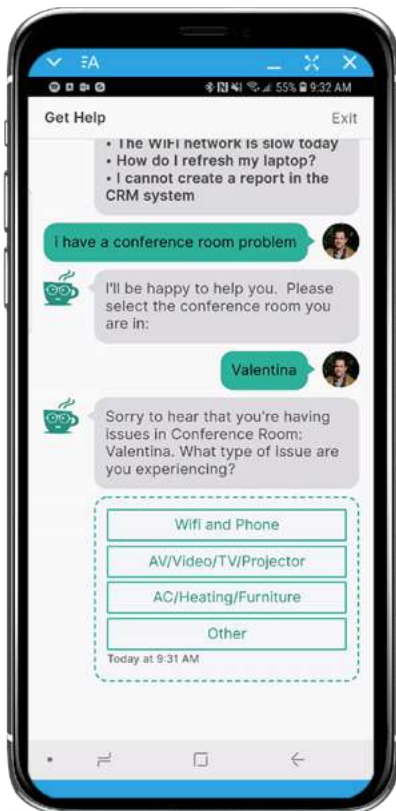 ΞA
55% 9:32 AM
Get Help
Exit
• The WiFi network is slow today
• How do I refresh my laptop?
• I cannot create a report in the
CRM system
i have a conference room problem
I'll be happy to help you. Please
select the conference room you
are in:
Valentina
Sorry to hear that you're having
issues in Conference Room:
Valentina. What type of issue are
you experiencing?
Wifi and Phone
AV/Video/TV/Projector
AC/Heating/Furniture
Other
Today at 9:31 AM